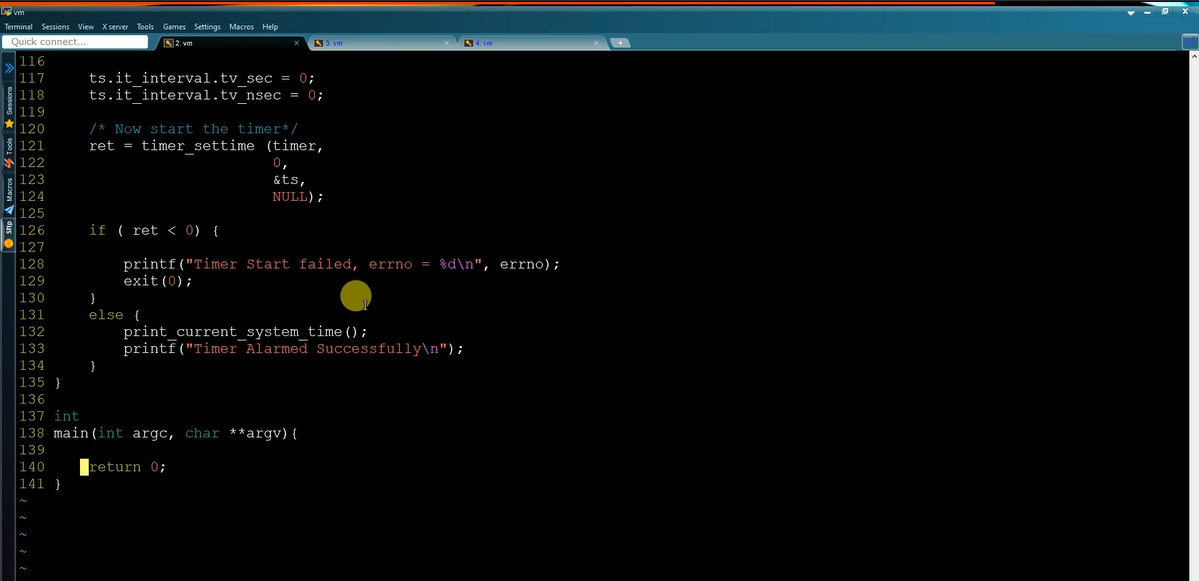 vm
Terminal Sessions View X server Tools Games Settings Macros Help
Quick connect... 2. vm 3. vm 4. vm
Sessions
Tools
Macros
Sftp
116
117 ts.it_interval.tv_sec = 0;
118 ts.it_interval.tv_nsec = 0;
119
120 /* Now start the timer*/
121 ret = timer_settime (timer,
122 0,
123 &ts,
124 NULL);
125
126 if ( ret < 0) {
127
128 printf("Timer Start failed, errno = %d\n", errno);
129 exit(0);
130 }
131 else {
132 print_current_system_time();
133 printf("Timer Alarmed Successfully\n");
134 }
135 }
136
137 int
138 main(int argc, char **argv){
139
140 return 0;
141 }
~
~
~
~
~